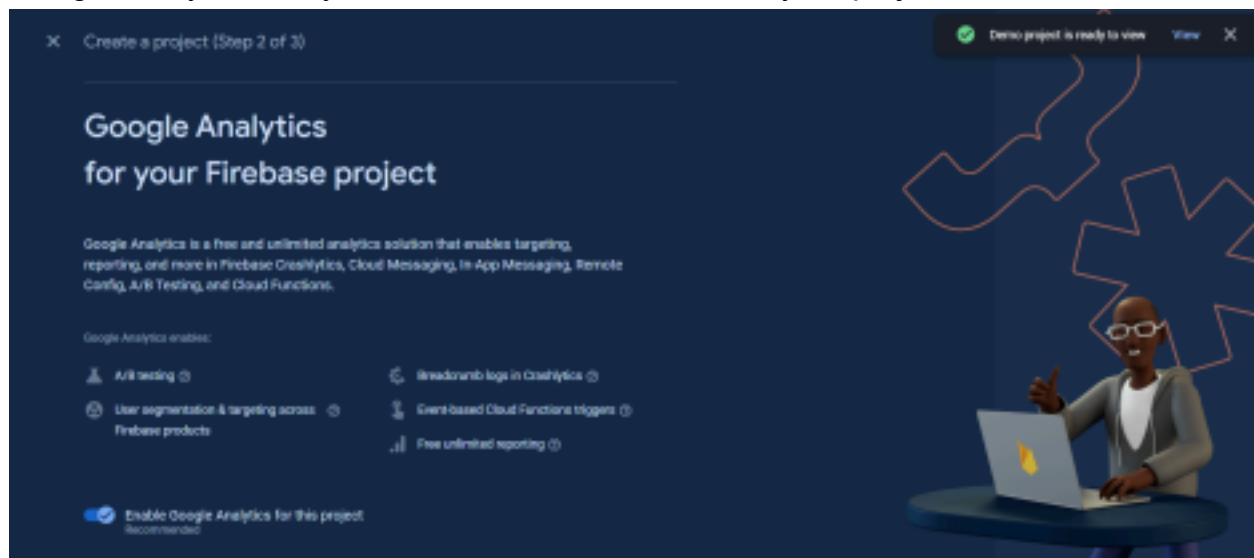 Create a project (Step 2 of 3)
Demo project is ready to view View
Google Analytics
for your Firebase project
Google Analytics is a free and unlimited analytics solution that enables targeting,
reporting, and more in Firebase Crashlytics, Cloud Messaging, In-App Messaging, Remote
Config, A/B Testing, and Cloud Functions.
Google Analytics enables:
A/B testing
User segmentation & targeting across
Firebase products
Breadcrumb logs in Crashlytics
Event-based Cloud Functions triggers
Free unlimited reporting
Enable Google Analytics for this project
Recommended